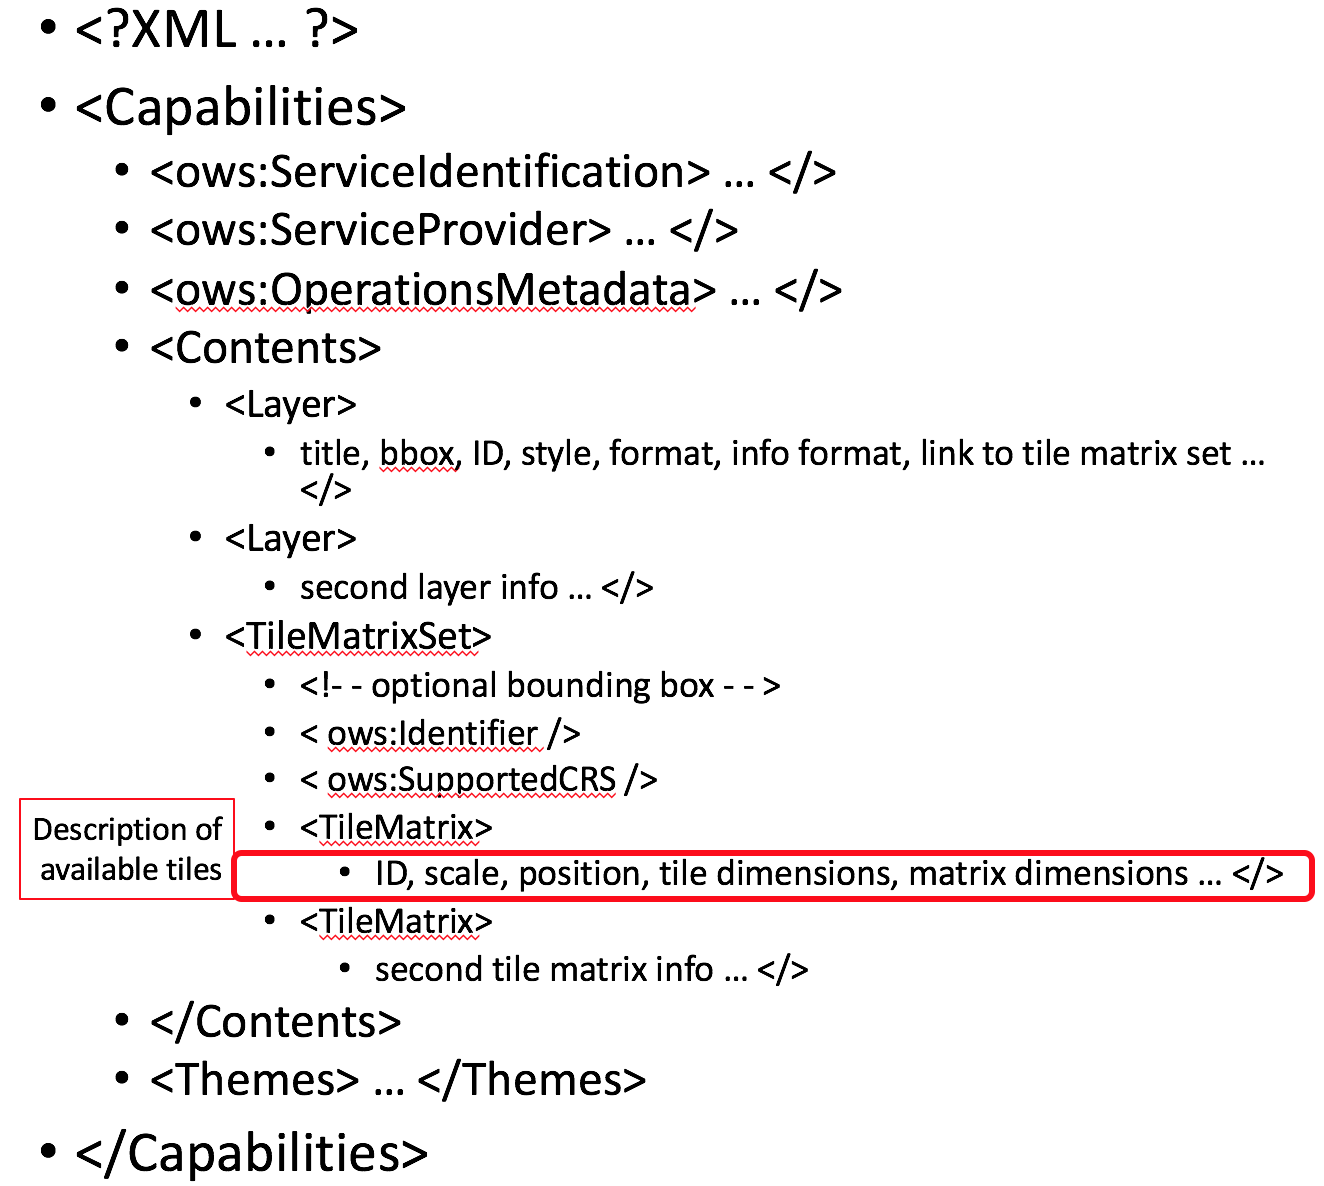 • <?XML ... ?>
• <Capabilities>
• <ows:ServiceIdentification> ... </>
• <ows:ServiceProvider> ... </>
• <ows:OperationsMetadata> ... </>
• <Contents>
• <Layer>
• title, bbox, ID, style, format, info format, link to tile matrix set ...
</>
• <Layer>
• second layer info ... </>
• <TileMatrixSet>
• <!- - optional bounding box - - >
• < ows:Identifier />
• < ows:SupportedCRS />
Description of
available tiles
• <TileMatrix>
• ID, scale, position, tile dimensions, matrix dimensions ... </>
• <TileMatrix>
• second tile matrix info ... </>
• </Contents>
• <Themes> ... </Themes>
• </Capabilities>